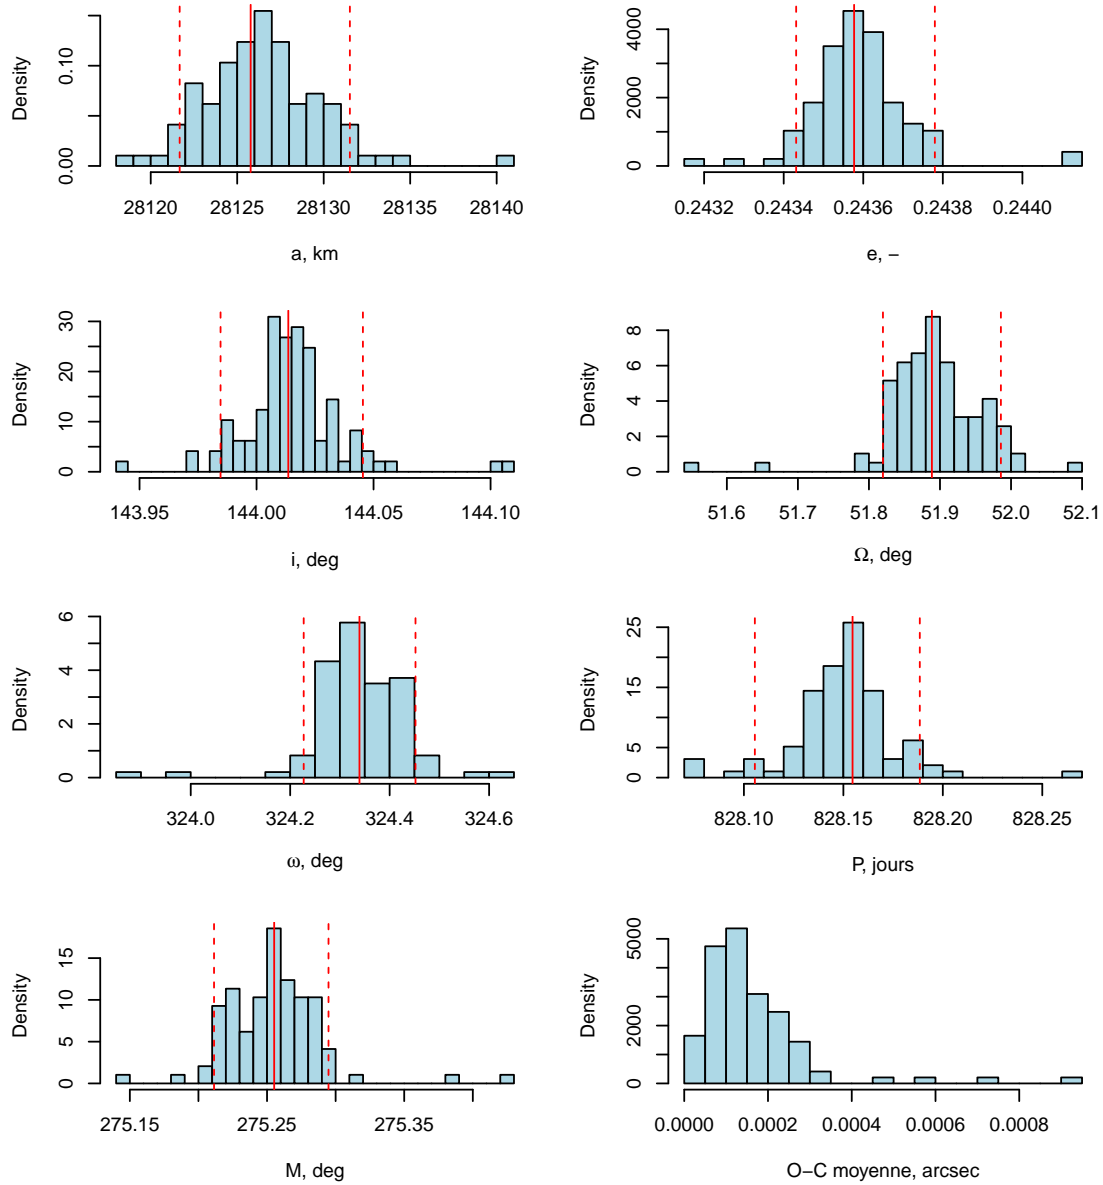 Density
0.00 0.10
28120 28125 28130 28135 28140
a, km
Density
0 2000 4000
0.2432 0.2434 0.2436 0.2438 0.2440
e, −
Density
0 10 20 30
143.95 144.00 144.05 144.10
i, deg
Density
0 2 4 6 8
51.6 51.7 51.8 51.9 52.0 52.1
Ω, deg
Density
0 2 4 6
324.0 324.2 324.4 324.6
ω, deg
Density
0 5 15 25
828.10 828.15 828.20 828.25
P, jours
Density
0 5 10 15
275.15 275.25 275.35
M, deg
Density
0 2000 5000
0.0000 0.0002 0.0004 0.0006 0.0008
O−C moyenne, arcsec